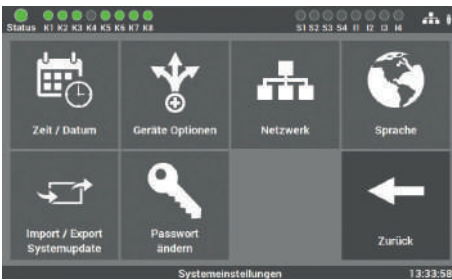 Status K1 K2 K3 K4 K5 K6 K7 K8 S1 S2 S3 S4 I1 I2 I3 I4
Zeit / Datum Geräte Optionen Netzwerk Sprache
Import / Export Passwort
Systemupdate ändern Zurück
Systemeinstellungen 13:33:58